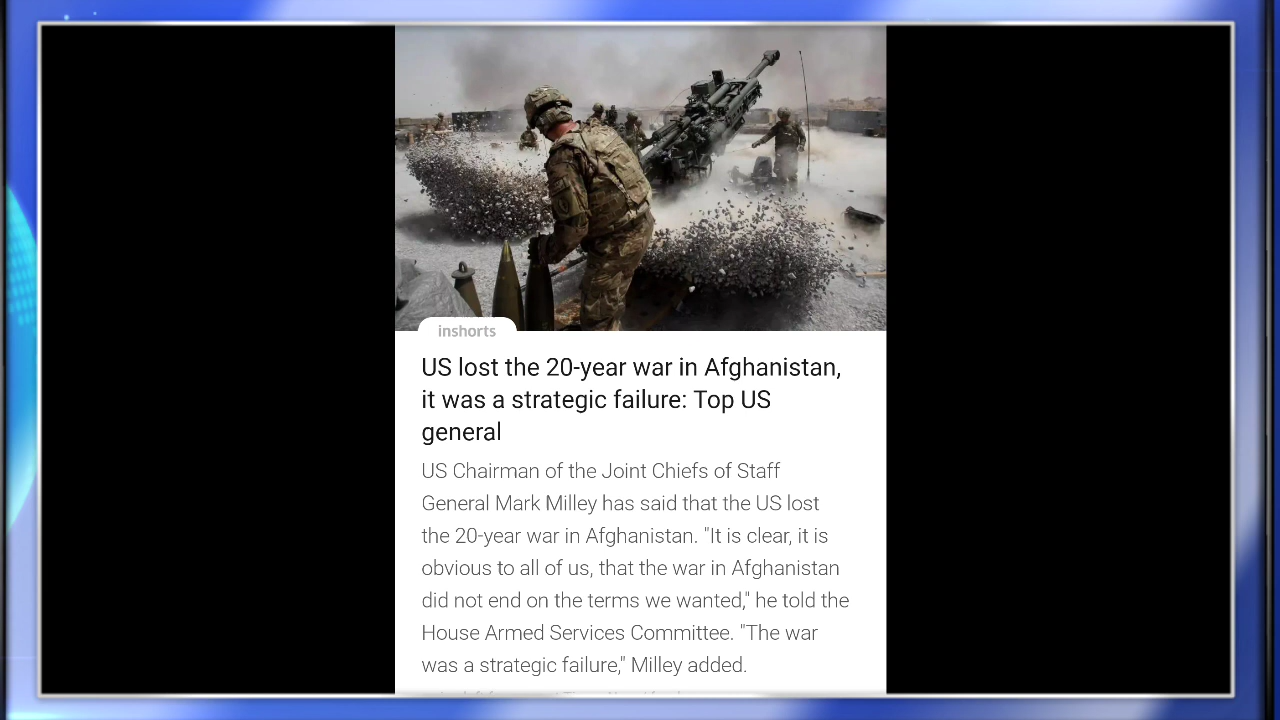 inshorts
US lost the 20-year war in Afghanistan,
it was a strategic failure: Top US
general
US Chairman of the Joint Chiefs of Staff
General Mark Milley has said that the US lost
the 20-year war in Afghanistan. "It is clear, it is
obvious to all of us, that the war in Afghanistan
did not end on the terms we wanted," he told the
House Armed Services Committee. "The war
was a strategic failure," Milley added.